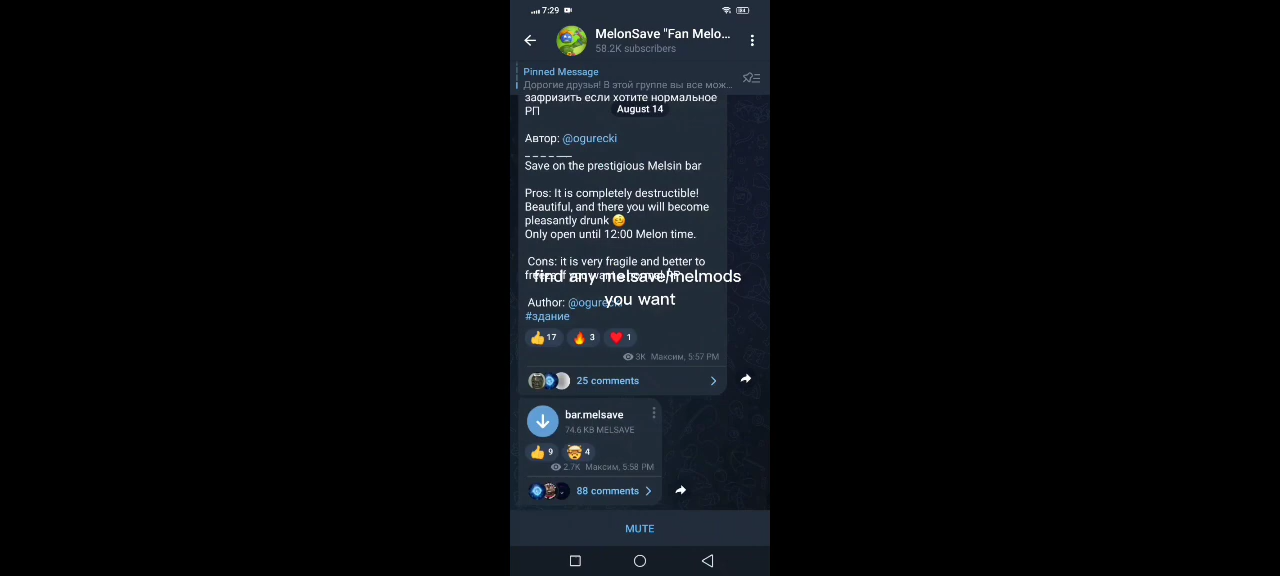 7:29
84
MelonSave "Fan Melo...
58.2K subscribers
Pinned Message
Дорогие друзья! В этой группе вы все мож...
зафризить если хотите нормальное
РП
August 14
Автор: @ogurecki
_ _ _ _ __
Save on the prestigious Melsin bar
Pros: It is completely destructible!
Beautiful, and there you will become
pleasantly drunk 🥴
Only open until 12:00 Melon time.
Cons: it is very fragile and better to
find any melsave/melmods
you want
Author: @ogurecki
#здание
👍 17 🔥 3 ❤️ 1
3K Максим, 5:57 PM
25 comments
bar.melsave
74.6 KB MELSAVE
👍 9 🤯 4
2.7K Максим, 5:58 PM
88 comments
MUTE